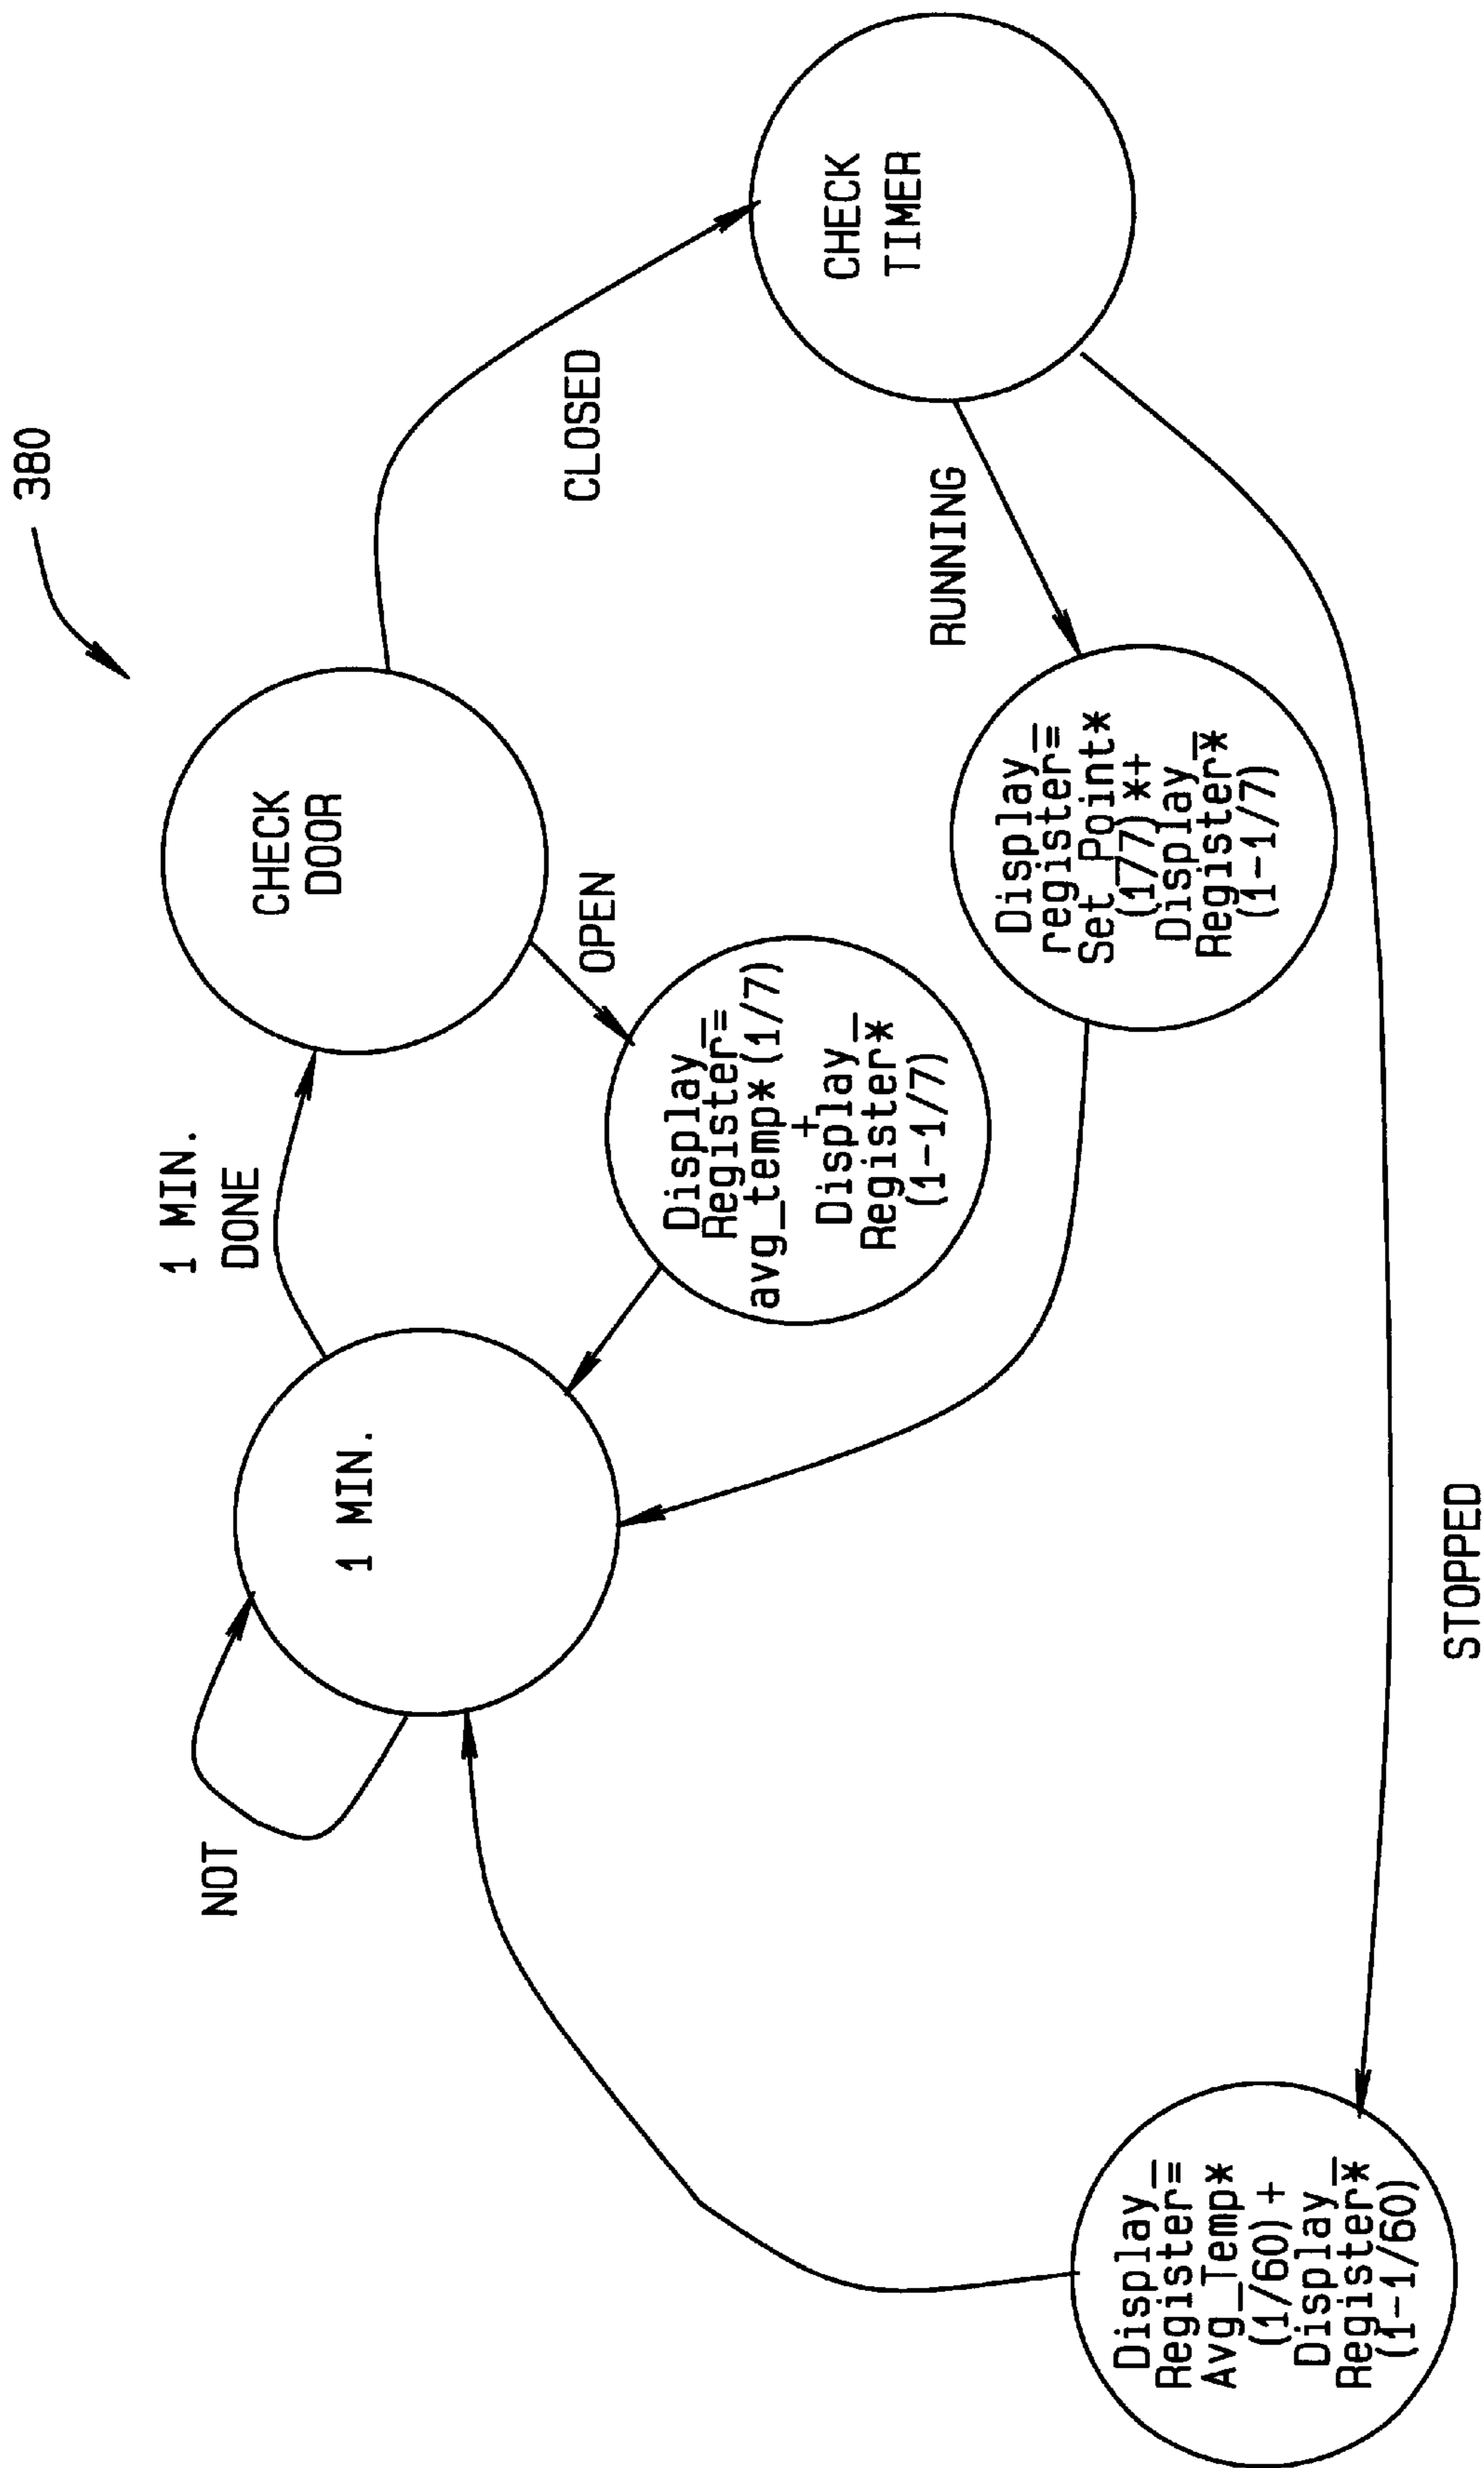 380
1 MIN.
DONE
CHECK
DOOR
NOT
1 MIN.
OPEN
CLOSED
Display_
Register=
avg_temp*(1/7)
+
Display_
Register*
(1-1/7)
CHECK
TIMER
RUNNING
Display_
register=
Set_Point*
(1/7)*+
Display_
Register*
(1-1/7)
Display_
Register=
Avg_Temp*
(1/60)+
Display_
Register*
(1-1/60)
STOPPED